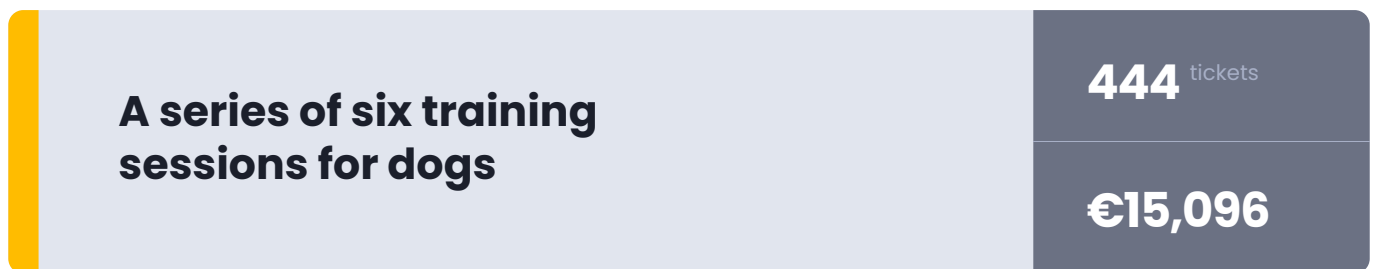 A series of six training
sessions for dogs
444 tickets
€15,096